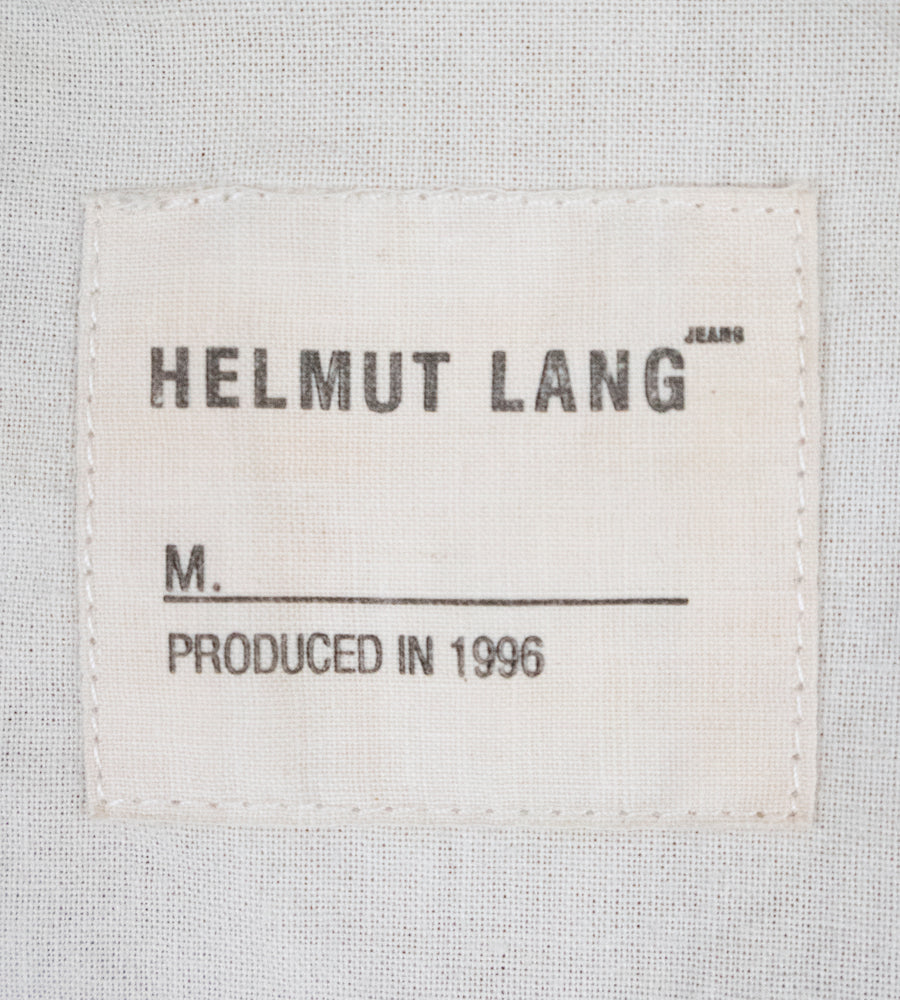 HELMUT LANG JEANS
M.
PRODUCED IN 1996